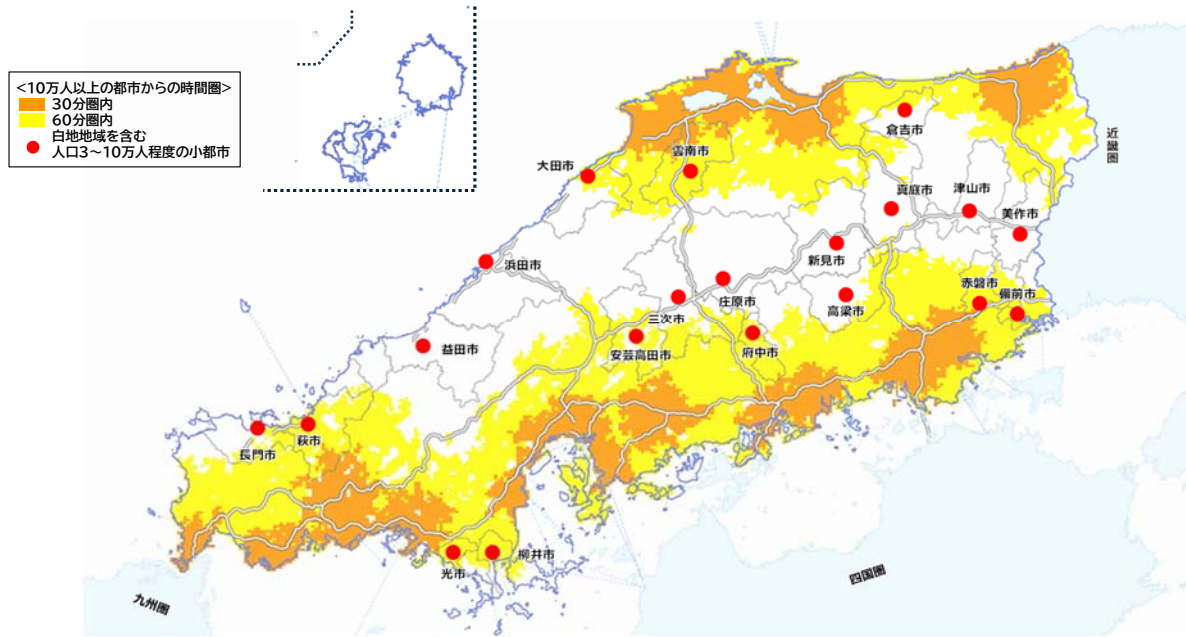 <10万人以上の都市からの時間圏>
30分圏内
60分圏内
白地地域を含む
人口3～10万人程度の小都市
倉吉市
近畿圏
雲南市
大田市
真庭市
津山市
美作市
新見市
浜田市
赤磐市
備前市
庄原市
高梁市
三次市
益田市
安芸高田市
府中市
萩市
長門市
柳井市
光市
四国圏
九州圏